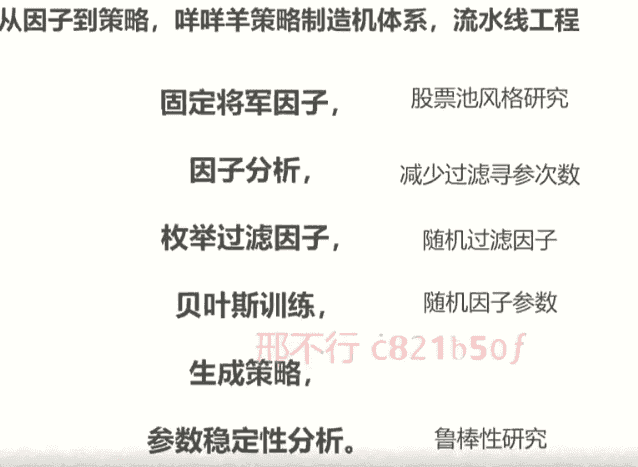 从因子到策略，咩咩羊策略制造机体系，流水线工程
固定将军因子， 股票池风格研究
因子分析， 减少过滤寻参次数
枚举过滤因子， 随机过滤因子
贝叶斯训练， 随机因子参数
邢不行 c821b50f
生成策略，
参数稳定性分析。 鲁棒性研究